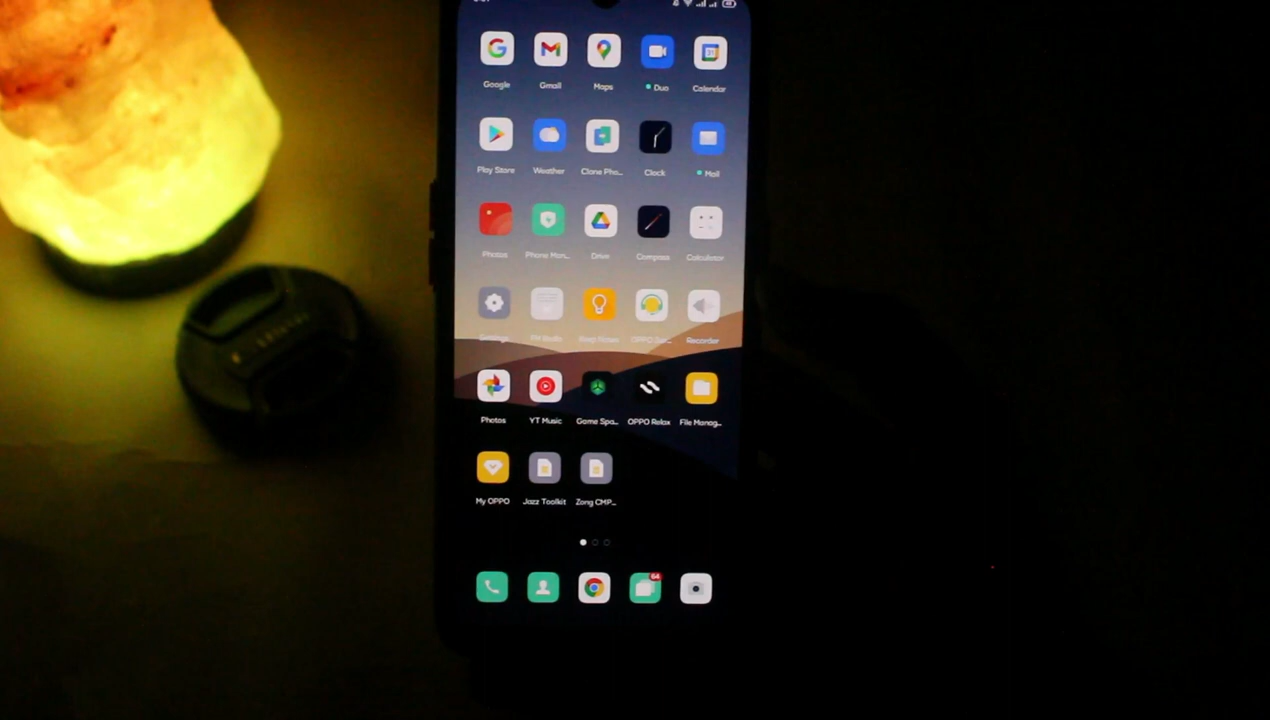 Google Gmail Maps Duo Calendar
Play Store Weather Clone Pho... Clock Mail
31
Photos Phone Man... Drive Compass Calculator
Settings FM Radio Keep Notes OPPO Recorder
Photos YT Music Game Spa... OPPO Relax File Manag...
My OPPO Jazz Toolkit Zong CMP...
64